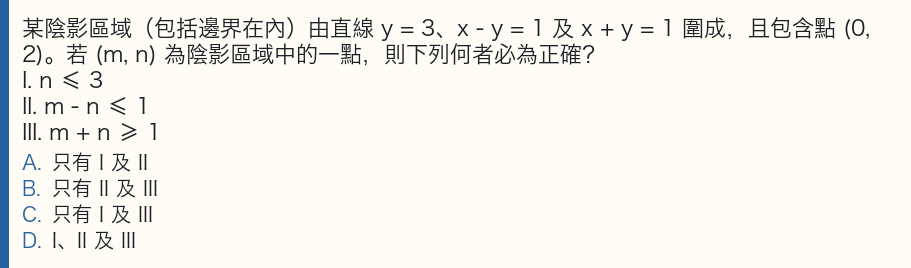 某陰影區域（包括邊界在內）由直線 y = 3、x - y = 1 及 x + y = 1 圍成，且包含點 (0,
2)。若 (m, n) 為陰影區域中的一點，則下列何者必為正確？
I. n ⩽ 3
II. m - n ⩽ 1
III. m + n ⩾ 1
A. 只有 I 及 II
B. 只有 II 及 III
C. 只有 I 及 III
D. I、II 及 III